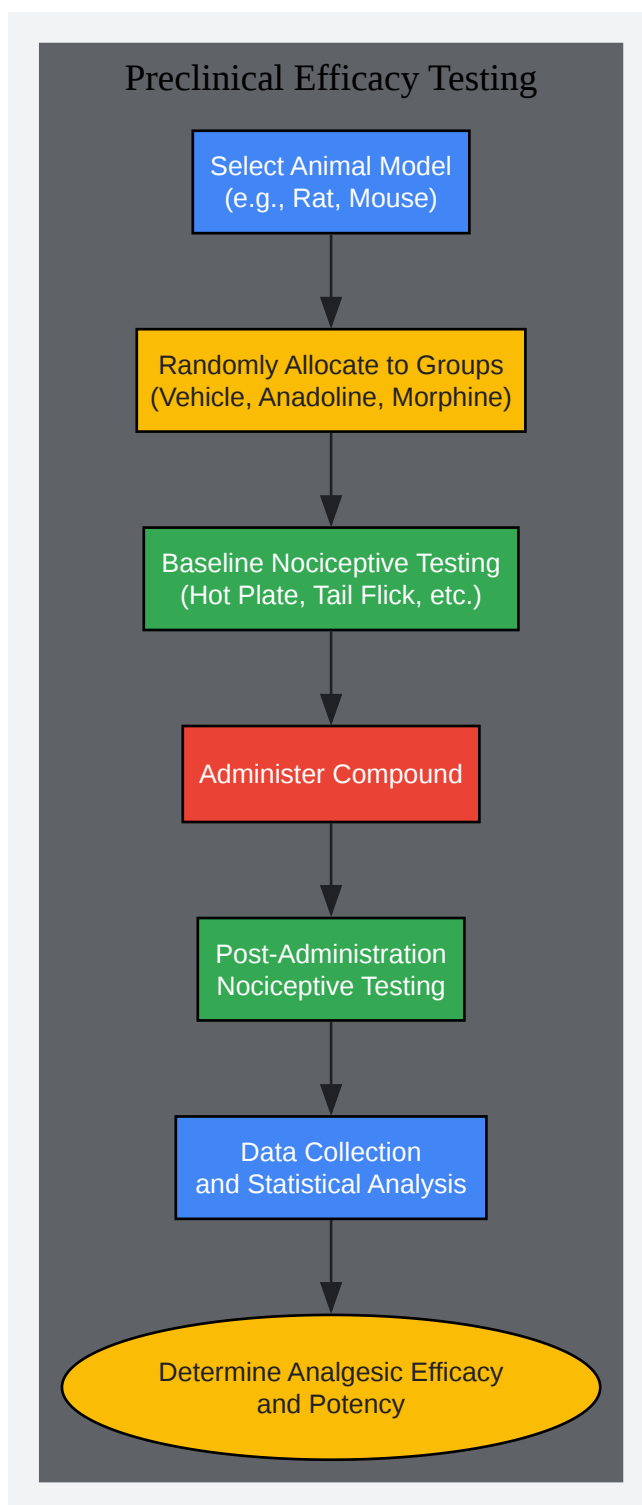 Preclinical Efficacy Testing
Select Animal Model
(e.g., Rat, Mouse)
Randomly Allocate to Groups
(Vehicle, Anadoline, Morphine)
Baseline Nociceptive Testing
(Hot Plate, Tail Flick, etc.)
Administer Compound
Post-Administration
Nociceptive Testing
Data Collection
and Statistical Analysis
Determine Analgesic Efficacy
and Potency